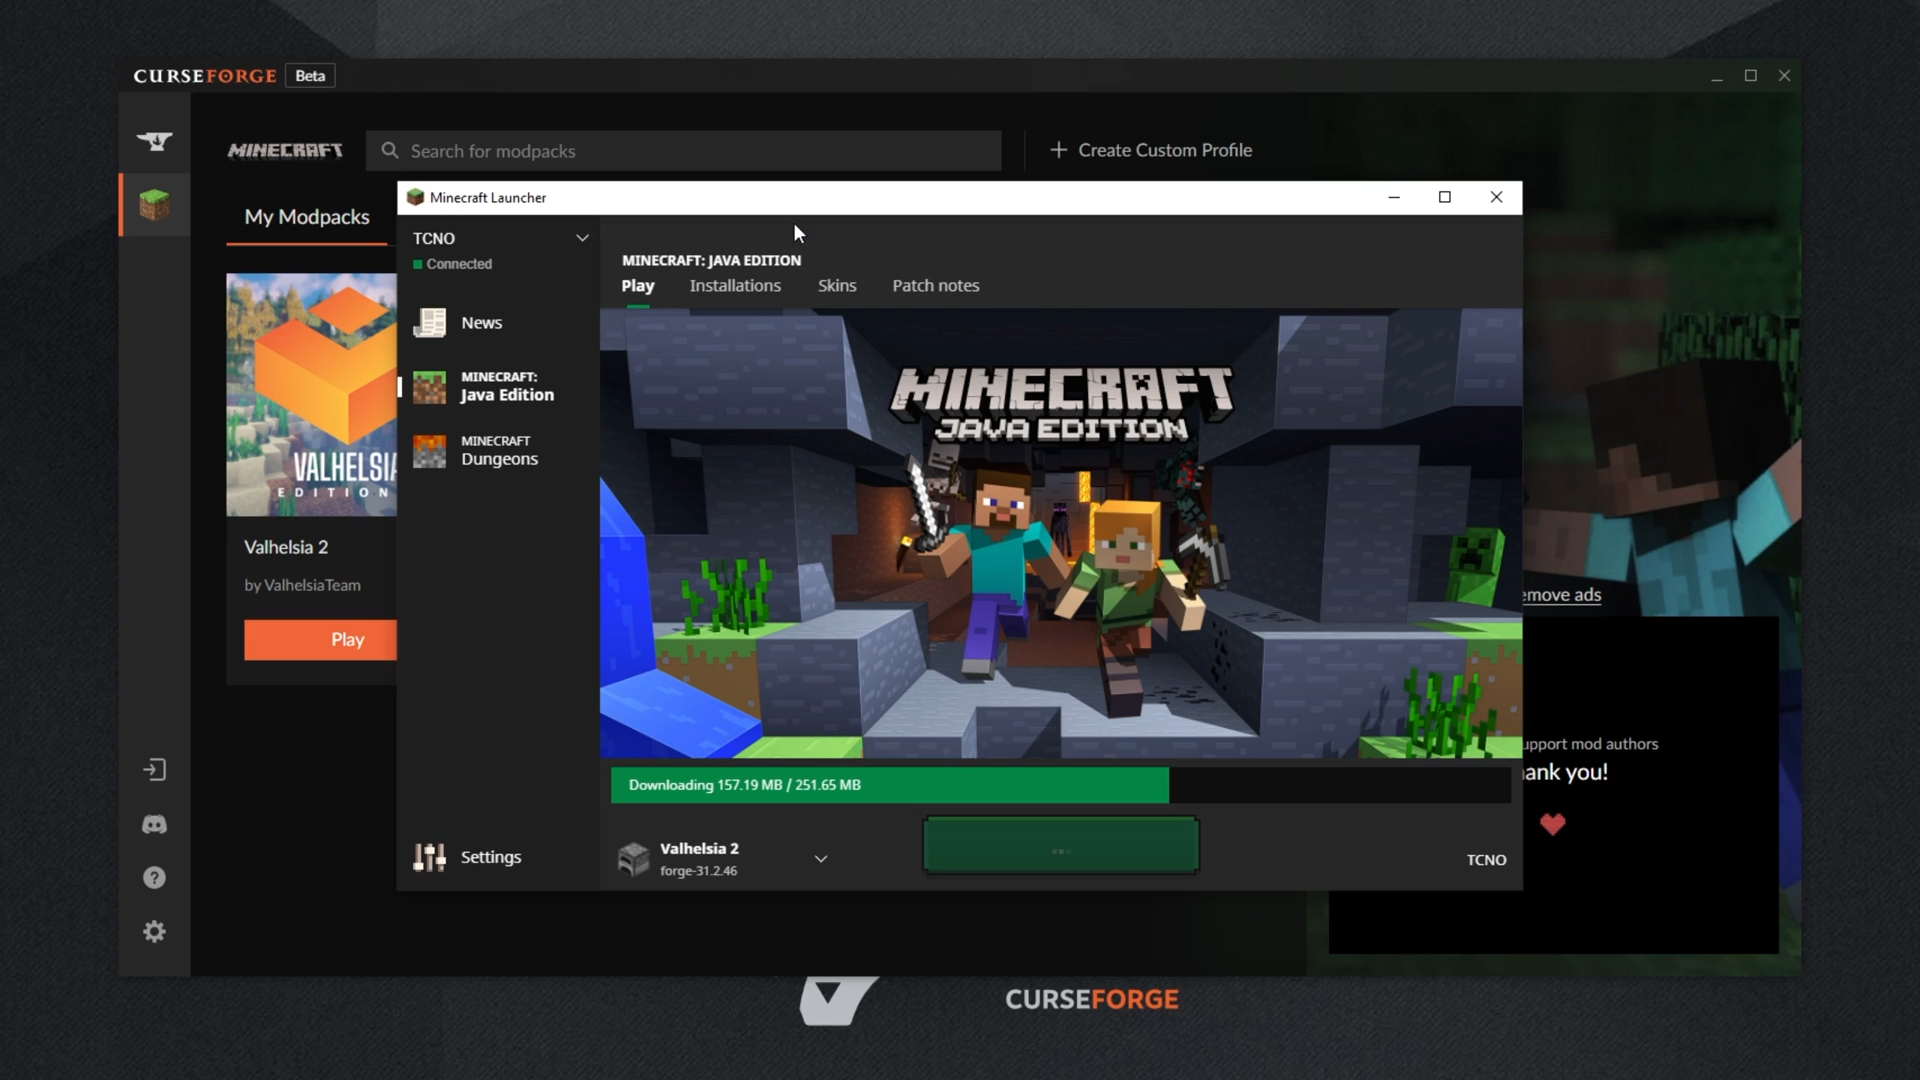 CURSEFORGE Beta
MINECRAFT
Search for modpacks
Create Custom Profile
My Modpacks
VALHELSIA
EDITION
Valhelsia 2
by ValhelsiaTeam
Play
Minecraft Launcher
TCNO
Connected
News
MINECRAFT:
Java Edition
MINECRAFT
Dungeons
Settings
MINECRAFT: JAVA EDITION
Play Installations Skins Patch notes
MINECRAFT
JAVA EDITION
Downloading 157.19 MB / 251.65 MB
Valhelsia 2
forge-31.2.46
...
TCNO
emove ads
upport mod authors
ank you!
CURSEFORGE